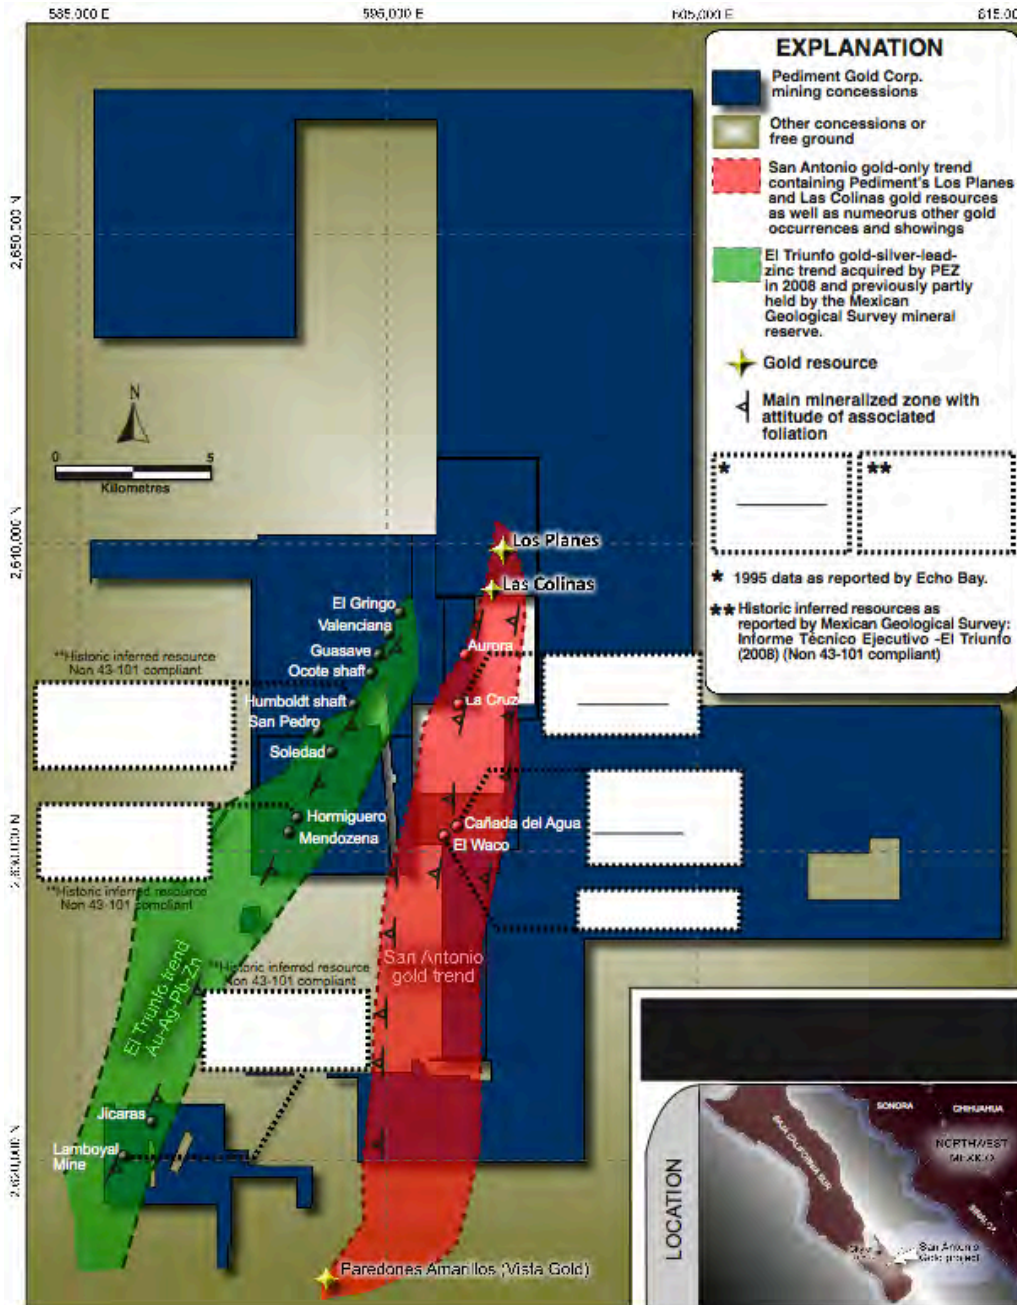 585,000 E
595,000 E
605,000 E
2,650,000 N
2,640,000 N
2,620,000 N
EXPLANATION
Pediment Gold Corp.
mining concessions
Other concessions or
free ground
San Antonio gold-only trend
containing Pediment's Los Planes
and Las Colinas gold resources
as well as numeorus other gold
occurrences and showings
El Triunfo gold-silver-lead-
zinc trend acquired by PEZ
in 2008 and previously partly
held by the Mexican
Geological Survey mineral
reserve.
Gold resource
Main mineralized zone with
attitude of associated
foliation
*
**
* 1995 data as reported by Echo Bay.
** Historic inferred resources as
reported by Mexican Geological Survey:
Informe Técnico Ejecutivo -El Triunfo
(2008) (Non 43-101 compliant)
N
0 5
Kilometres
Los Planes
Las Colinas
El Gringo
Valenciana
Guasave
Aurora
Ocote shaft
**Historic inferred resource
Non 43-101 compliant
Humboldt shaft
La Cruz
San Pedro
Soledad
Hormiguero
Cañada del Agua
Mendozena
El Waco
**Historic inferred resource
Non 43-101 compliant
El Triunfo trend
Au-Ag-Pb-Zn
San Antonio
gold trend
**Historic inferred resource
Non 43-101 compliant
Jicaras
Lamboyal
Mine
Paredones Amarillos (Vista Gold)
LOCATION
BAJA CALIFORNIA SUR
SONORA
CHIHUAHUA
NORTHWEST
MEXICO
SINALOA
San Antonio
Gold project